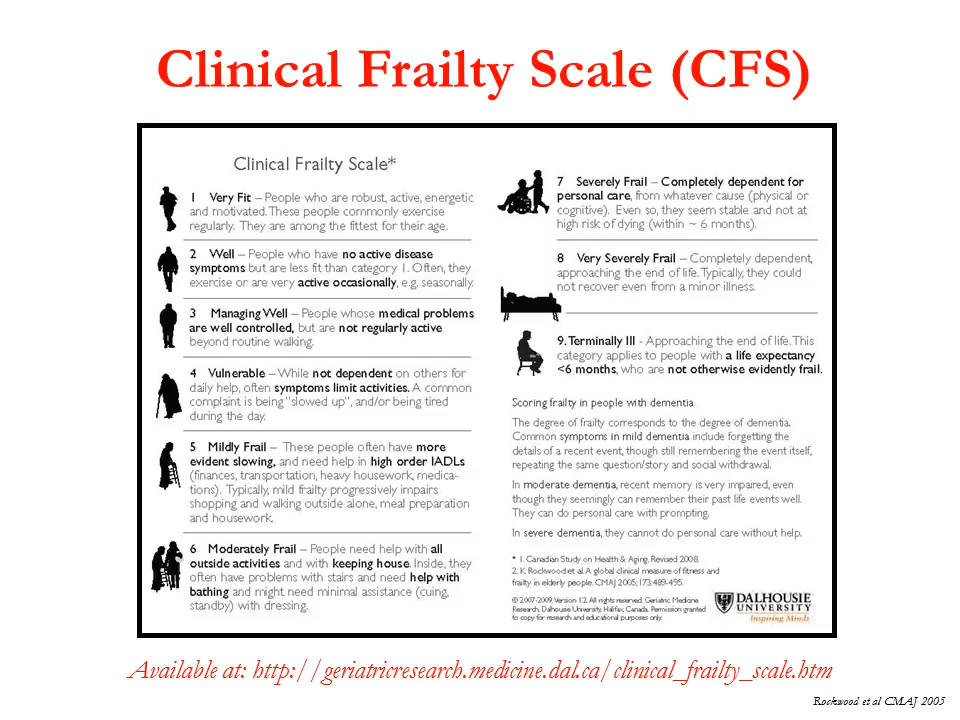 Clinical Frailty Scale (CFS)
Clinical Frailty Scale*
1 Very Fit – People who are robust, active, energetic
and motivated. These people commonly exercise
regularly. They are among the fittest for their age.
2 Well – People who have no active disease
symptoms but are less fit than category 1. Often, they
exercise or are very active occasionally, e.g. seasonally.
3 Managing Well – People whose medical problems
are well controlled, but are not regularly active
beyond routine walking.
4 Vulnerable – While not dependent on others for
daily help, often symptoms limit activities. A common
complaint is being "slowed up", and/or being tired
during the day.
5 Mildly Frail – These people often have more
evident slowing, and need help in high order IADLs
(finances, transportation, heavy housework, medica-
tions). Typically, mild frailty progressively impairs
shopping and walking outside alone, meal preparation
and housework.
6 Moderately Frail – People need help with all
outside activities and with keeping house. Inside, they
often have problems with stairs and need help with
bathing and might need minimal assistance (cuing,
standby) with dressing.
7 Severely Frail – Completely dependent for
personal care, from whatever cause (physical or
cognitive). Even so, they seem stable and not at
high risk of dying (within ~ 6 months).
8 Very Severely Frail – Completely dependent,
approaching the end of life. Typically, they could
not recover even from a minor illness.
9. Terminally Ill - Approaching the end of life. This
category applies to people with a life expectancy
<6 months, who are not otherwise evidently frail.
Scoring frailty in people with dementia
The degree of frailty corresponds to the degree of dementia.
Common symptoms in mild dementia include forgetting the
details of a recent event, though still remembering the event itself,
repeating the same question/story and social withdrawal.
In moderate dementia, recent memory is very impaired, even
though they seemingly can remember their past life events well.
They can do personal care with prompting.
In severe dementia, they cannot do personal care without help.
* 1. Canadian Study on Health & Aging, Revised 2008.
2. K. Rockwood et al. A global clinical measure of fitness and
frailty in elderly people. CMAJ 2005;173:489-495.
© 2007-2009. Version 1.2. All rights reserved. Geriatric Medicine
Research, Dalhousie University, Halifax, Canada. Permission granted
to copy for research and educational purposes only.
DALHOUSIE
UNIVERSITY
Inspiring Minds
Available at: http://geriatricresearch.medicine.dal.ca/clinical_frailty_scale.htm
Rockwood et al CMAJ 2005